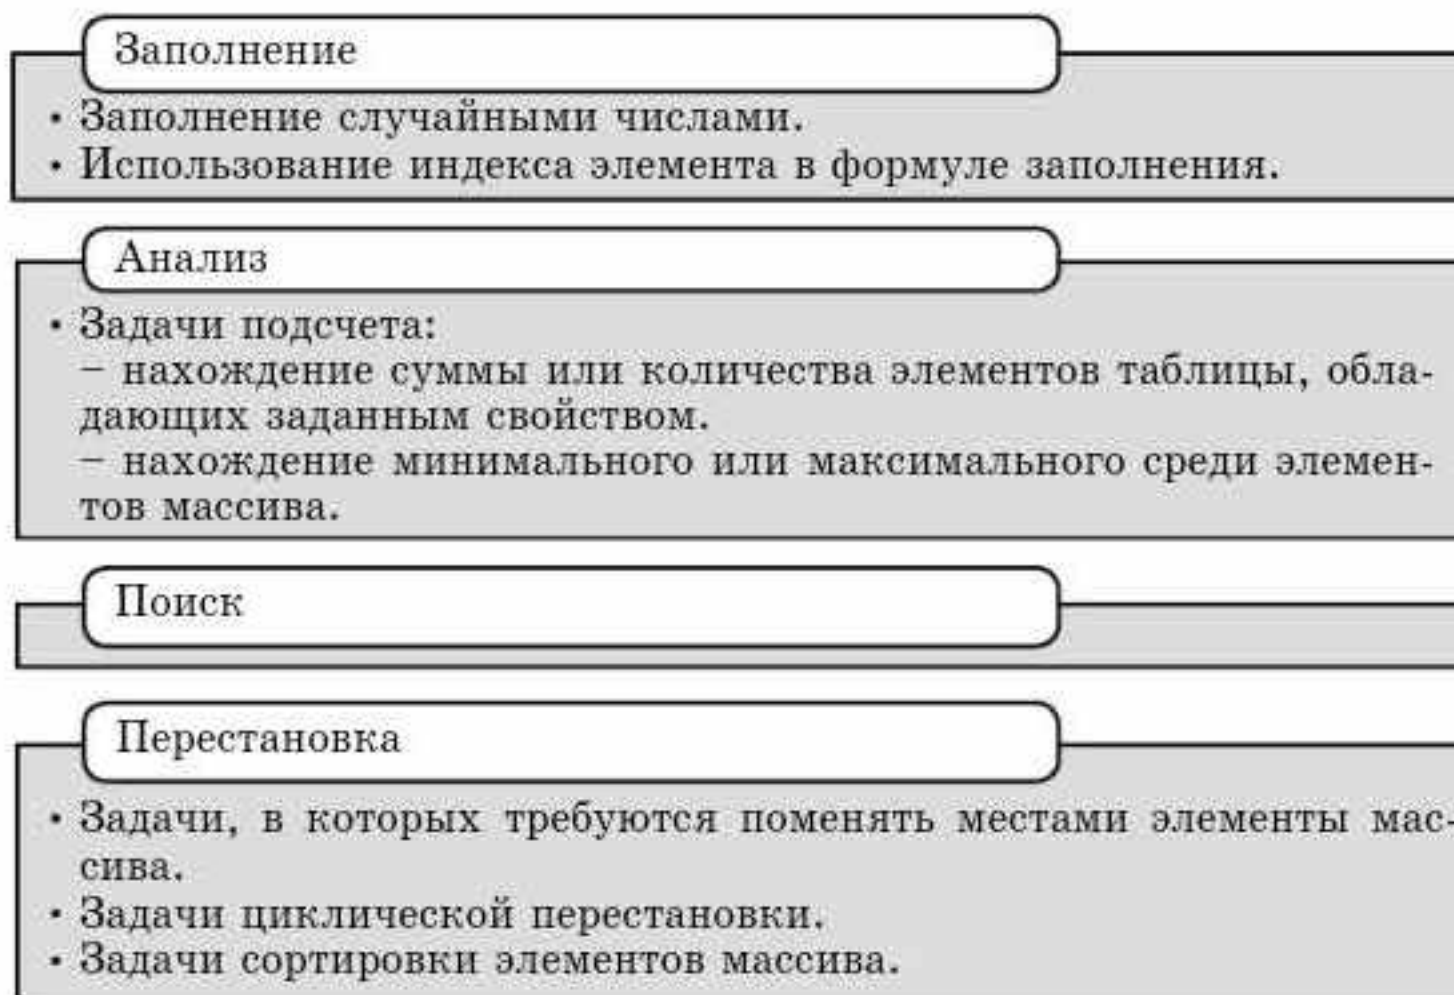 Заполнение
• Заполнение случайными числами.
• Использование индекса элемента в формуле заполнения.
Анализ
• Задачи подсчета:
– нахождение суммы или количества элементов таблицы, обла-
дающих заданным свойством.
– нахождение минимального или максимального среди элемен-
тов массива.
Поиск
Перестановка
• Задачи, в которых требуются поменять местами элементы мас-
сива.
• Задачи циклической перестановки.
• Задачи сортировки элементов массива.